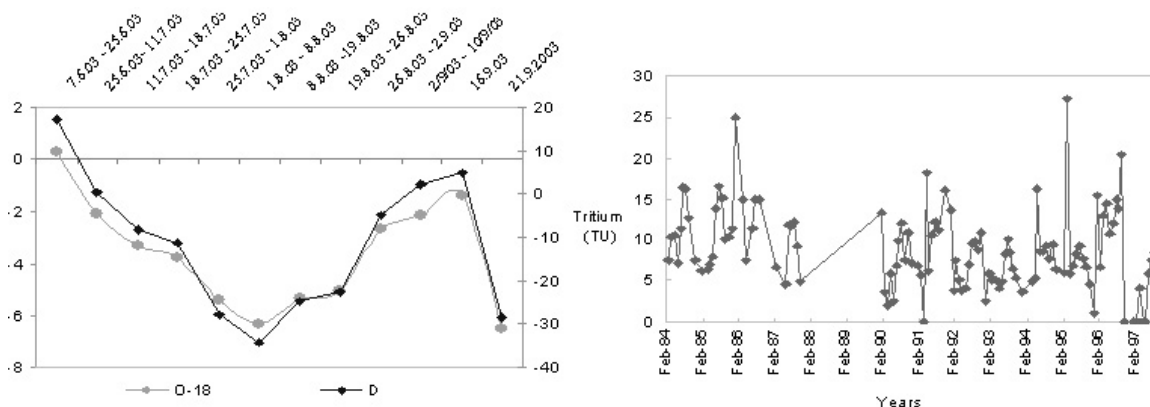 7.6.03 - 25.6.03
25.6.03 - 11.7.03
11.7.03 - 18.7.03
18.7.03 - 25.7.03
25.7.03 - 1.8.03
1.8.03 - 8.8.03
8.8.03 - 19.8.03
19.8.03 - 26.8.03
26.8.03 - 2.9.03
2/9/03 - 10/9/03
16.9.03
21.9.2003
2
0
-2
-4
-6
-8
20
10
0
-10
-20
-30
-40
O-18
D
30
25
20
15
10
5
0
Tritium
(TU)
Feb-84
Feb-85
Feb-86
Feb-87
Feb-88
Feb-89
Feb-90
Feb-91
Feb-92
Feb-93
Feb-94
Feb-95
Feb-96
Feb-97
Years